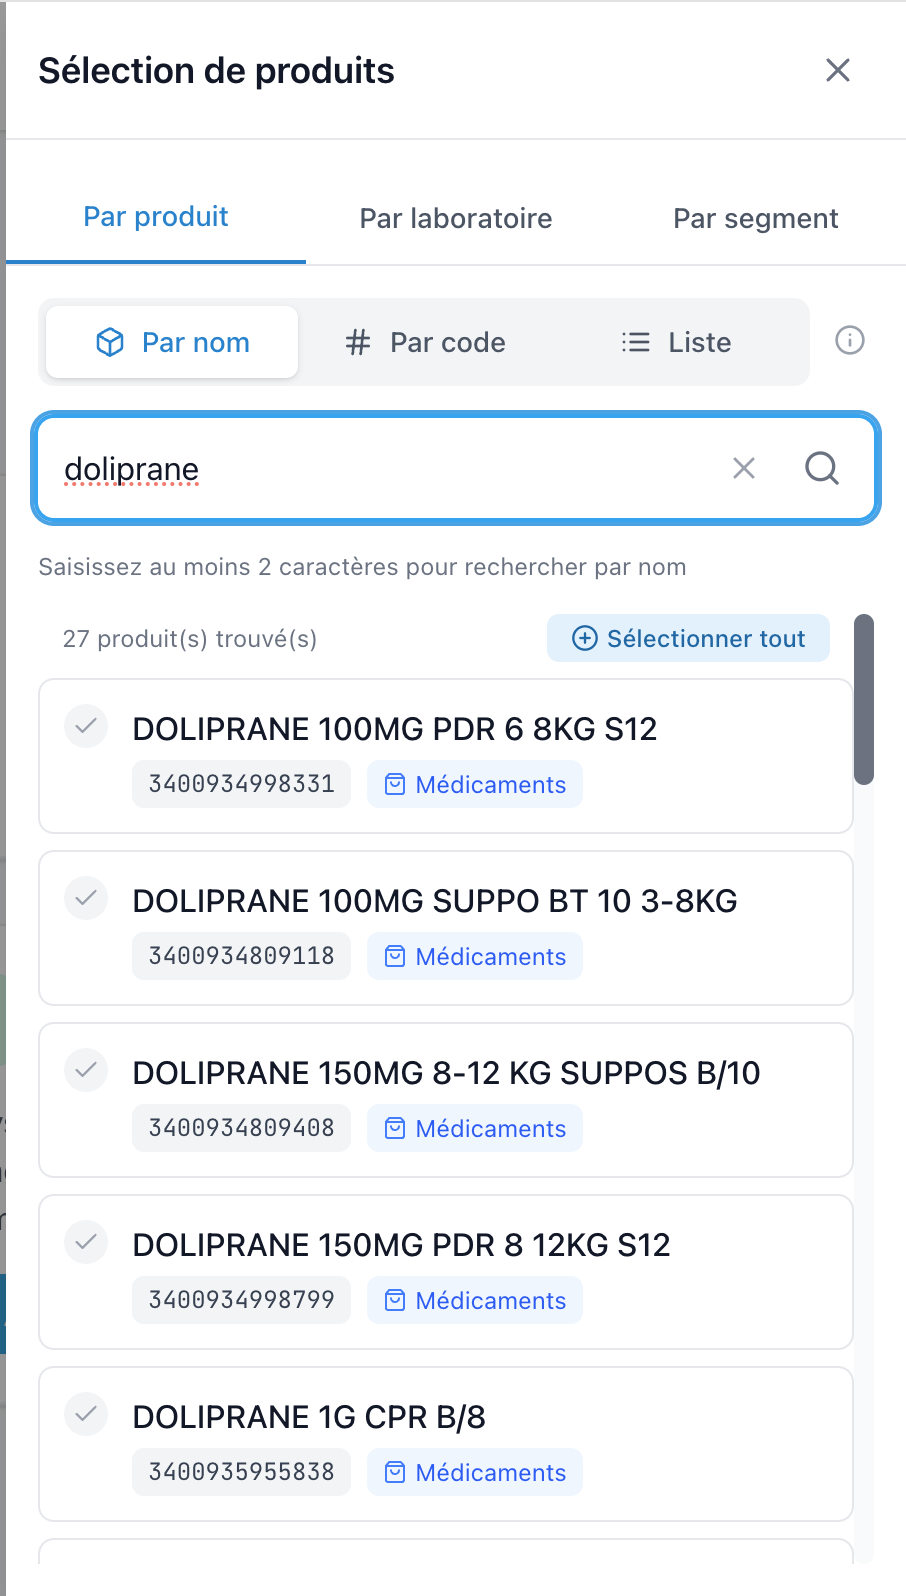 Sélection de produits
Par produit
Par laboratoire
Par segment
Par nom
Par code
Liste
doliprane
Saisissez au moins 2 caractères pour rechercher par nom
27 produit(s) trouvé(s)
Sélectionner tout
DOLIPRANE 100MG PDR 6 8KG S12
3400934998331
Médicaments
DOLIPRANE 100MG SUPPO BT 10 3-8KG
3400934809118
Médicaments
DOLIPRANE 150MG 8-12 KG SUPPOS B/10
3400934809408
Médicaments
DOLIPRANE 150MG PDR 8 12KG S12
3400934998799
Médicaments
DOLIPRANE 1G CPR B/8
3400935955838
Médicaments